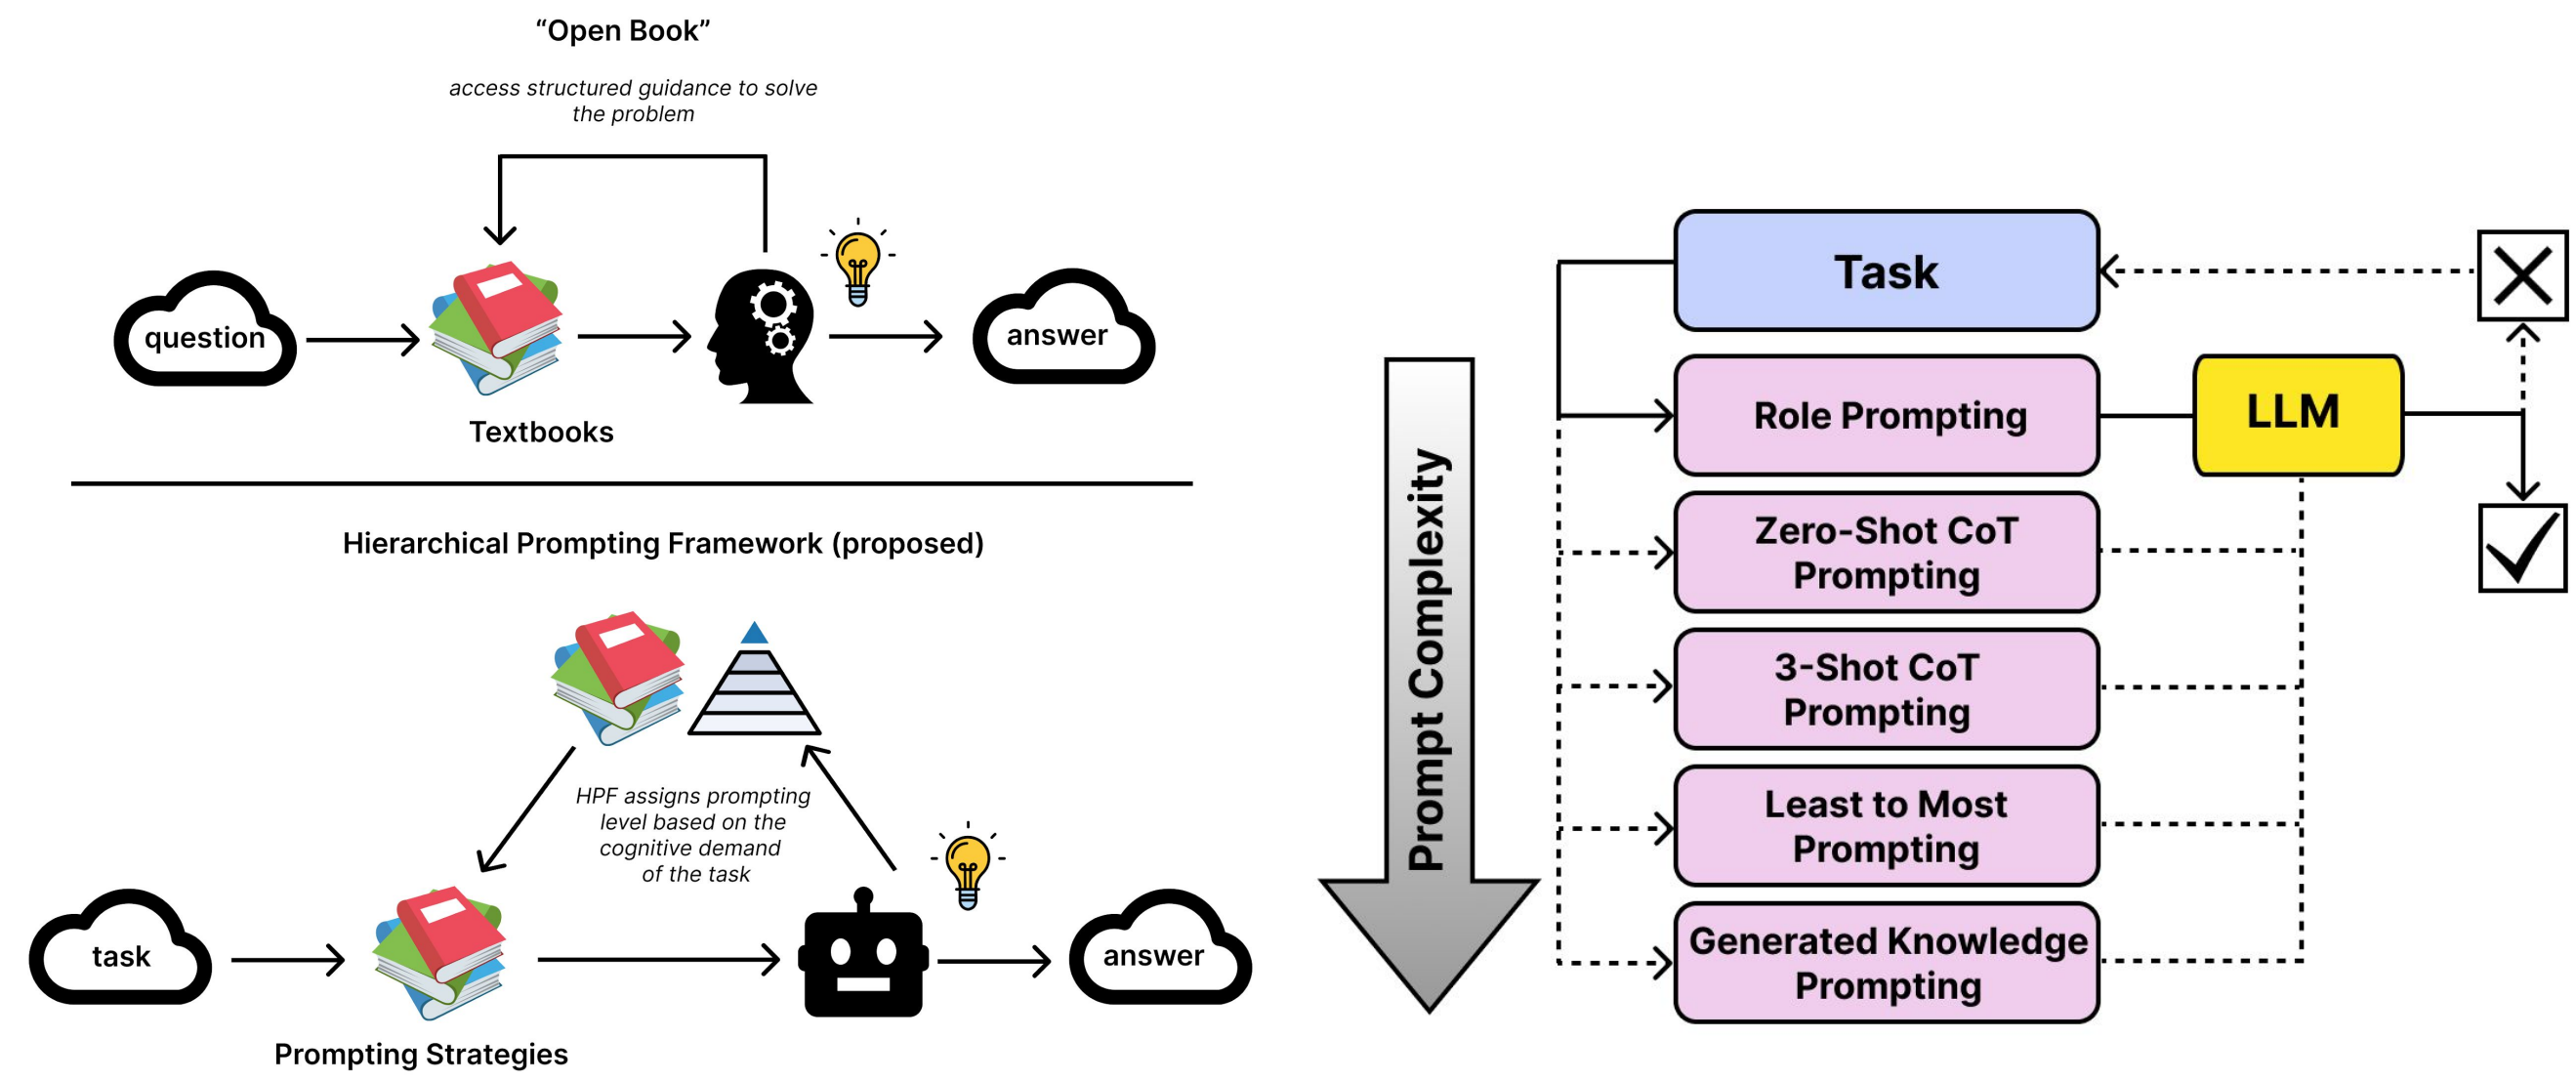 “Open Book”
access structured guidance to solve
the problem
question
answer
Textbooks
Hierarchical Prompting Framework (proposed)
HPF assigns prompting
level based on the
cognitive demand
of the task
task
answer
Prompting Strategies
Prompt Complexity
Task
Role Prompting
LLM
Zero-Shot CoT
Prompting
3-Shot CoT
Prompting
Least to Most
Prompting
Generated Knowledge
Prompting